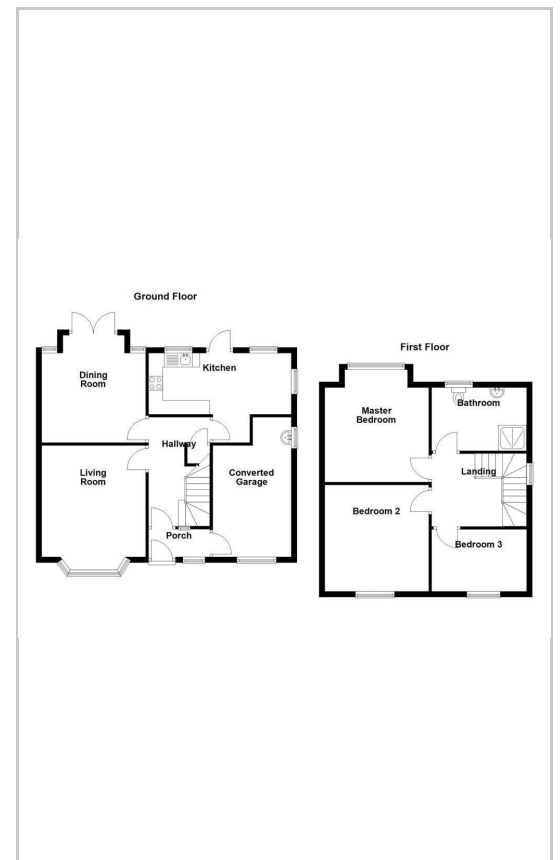 Ground Floor
Dining
Room
Kitchen
Hallway
Living
Room
Converted
Garage
Porch
First Floor
Master
Bedroom
Bathroom
Landing
Bedroom 2
Bedroom 3